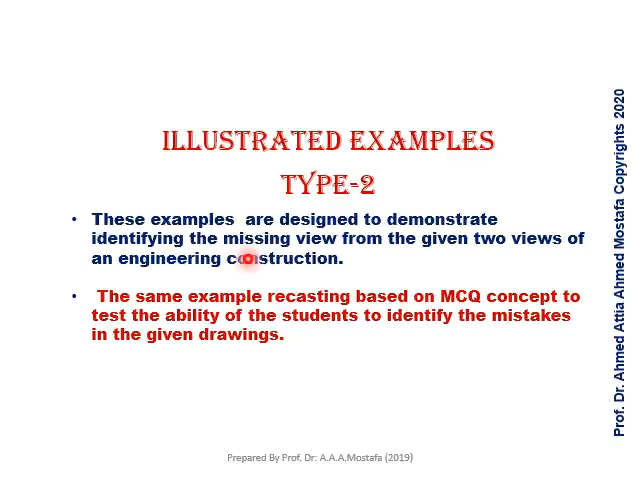 ILLUSTRATED EXAMPLES
TYPE-2
• These examples are designed to demonstrate
identifying the missing view from the given two views of
an engineering construction.
• The same example recasting based on MCQ concept to
test the ability of the students to identify the mistakes
in the given drawings.
Prepared By Prof. Dr: A.A.A.Mostafa (2019)
Prof. Dr. Ahmed Attia Ahmed Mostafa Copyrights 2020